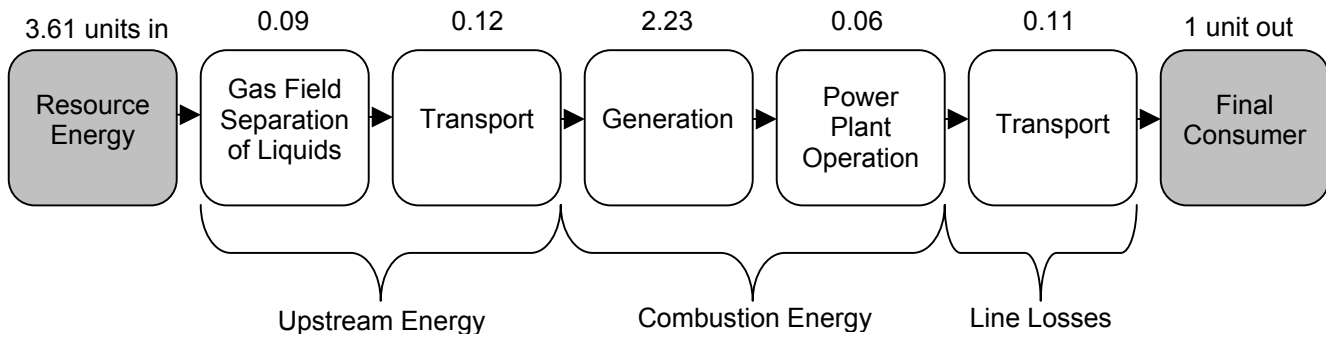 3.61 units in
0.09
0.12
2.23
0.06
0.11
1 unit out
Resource
Energy
Gas Field
Separation
of Liquids
Transport
Generation
Power
Plant
Operation
Transport
Final
Consumer
Upstream Energy
Combustion Energy
Line Losses